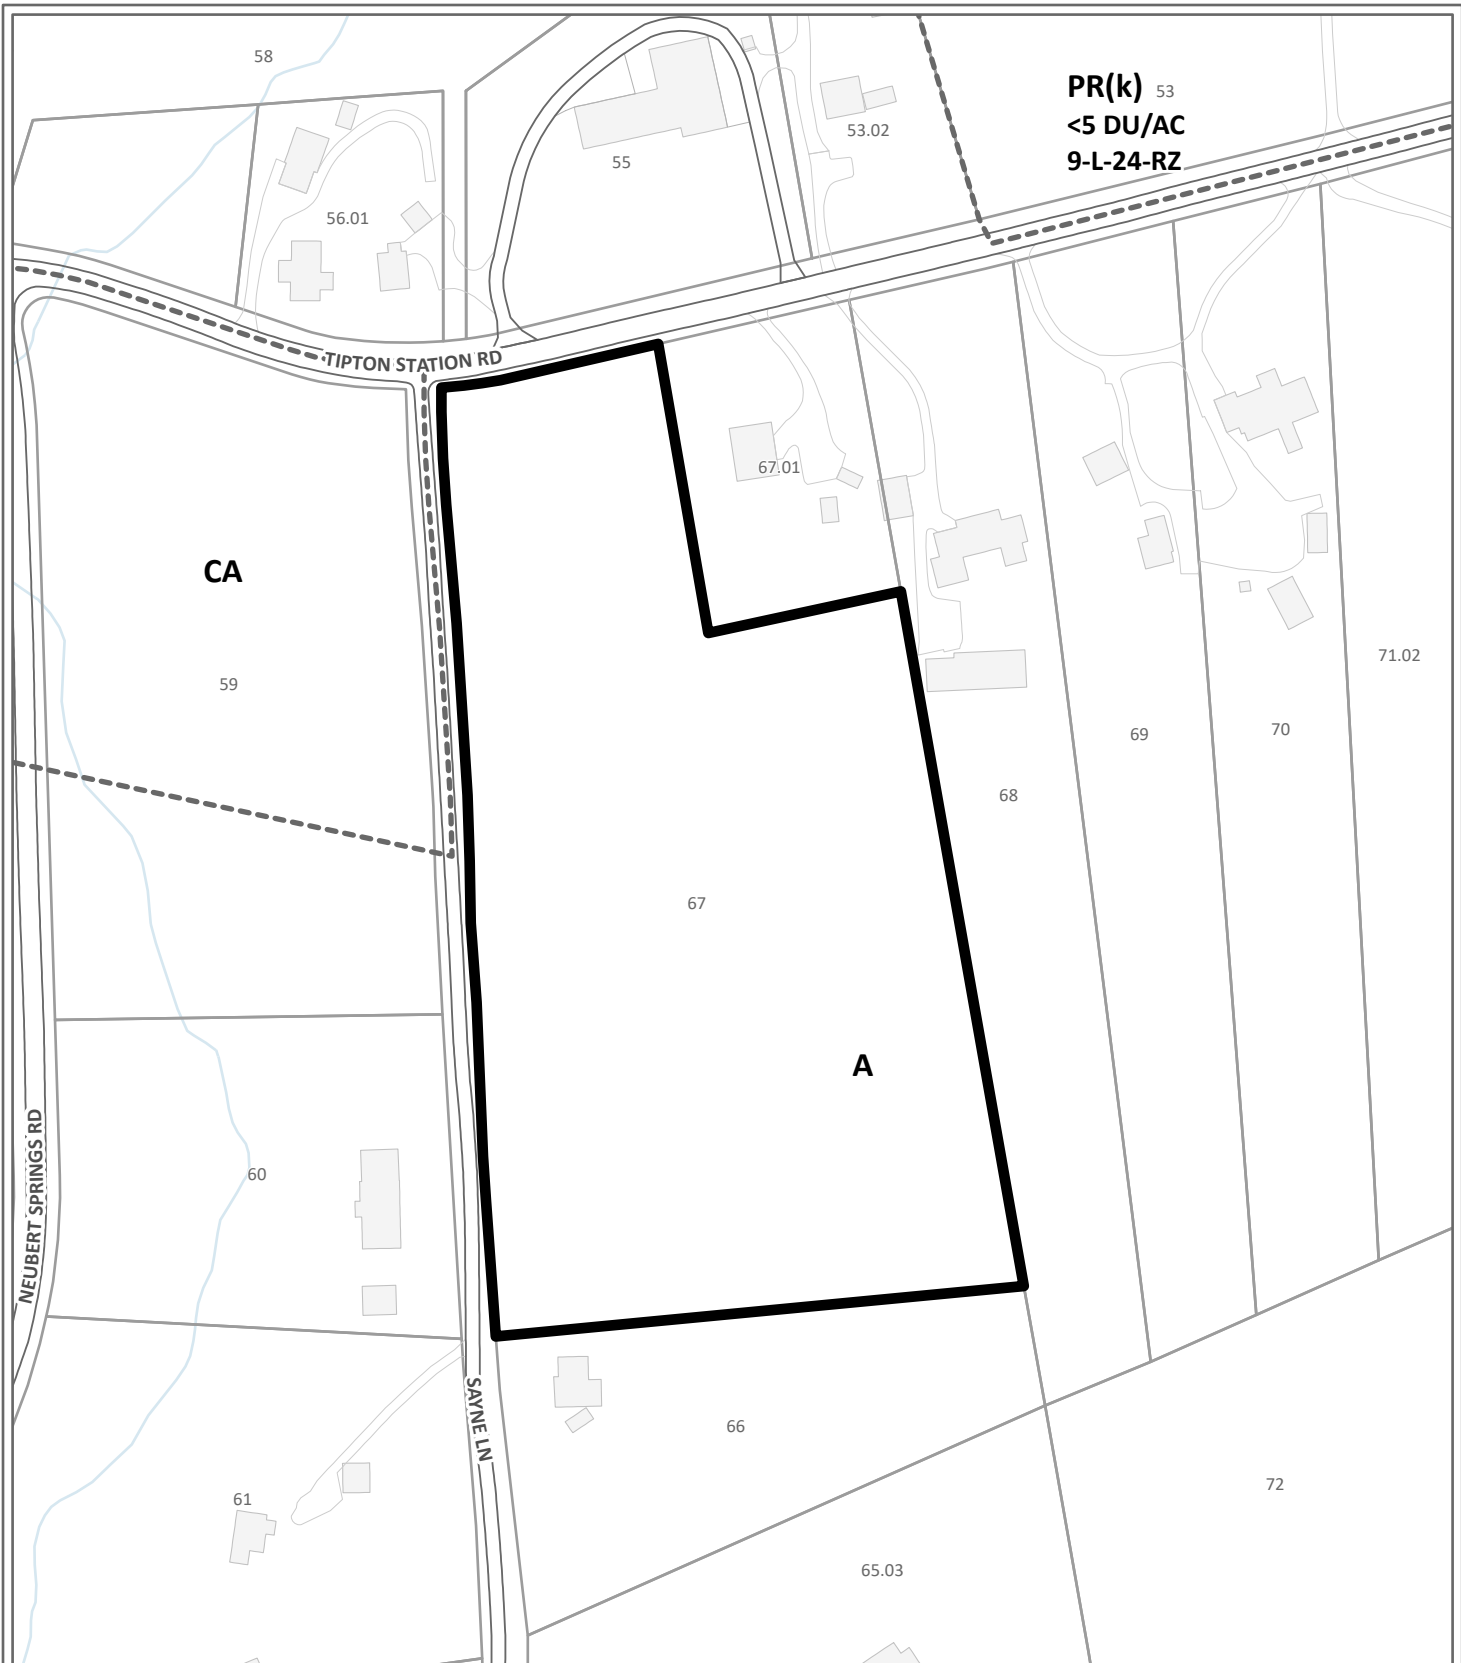 58
PR(k) 53
<5 DU/AC
9-L-24-RZ
53.02
55
56.01
TIPTON STATION RD
67.01
CA
59
71.02
70
69
68
67
A
60
NEUBERT SPRINGS RD
SAYNE LN
66
61
72
65.03